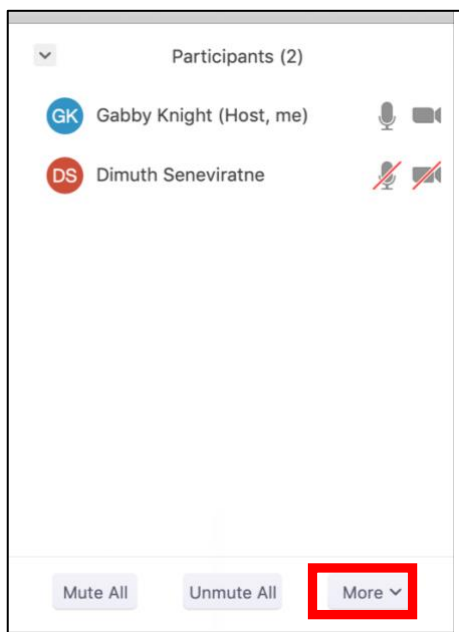 Participants (2)
GK Gabby Knight (Host, me)
DS Dimuth Seneviratne
Mute All Unmute All More